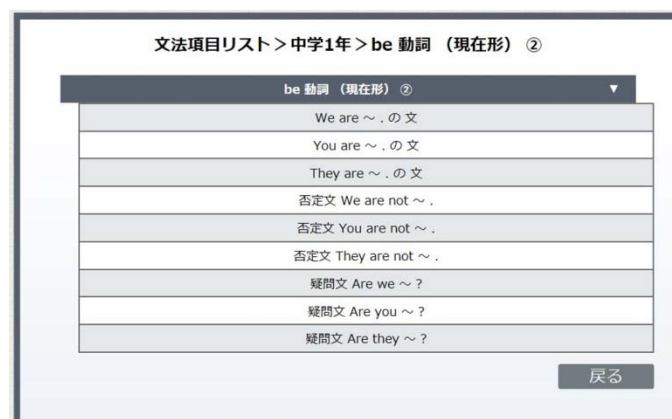 文法項目リスト＞中学1年＞be 動詞 （現在形） ②
be 動詞 （現在形） ② ▼
We are ～ . の 文
You are ～ . の 文
They are ～ . の 文
否定文 We are not ～ .
否定文 You are not ～ .
否定文 They are not ～ .
疑問文 Are we ～ ?
疑問文 Are you ～ ?
疑問文 Are they ～ ?
戻る